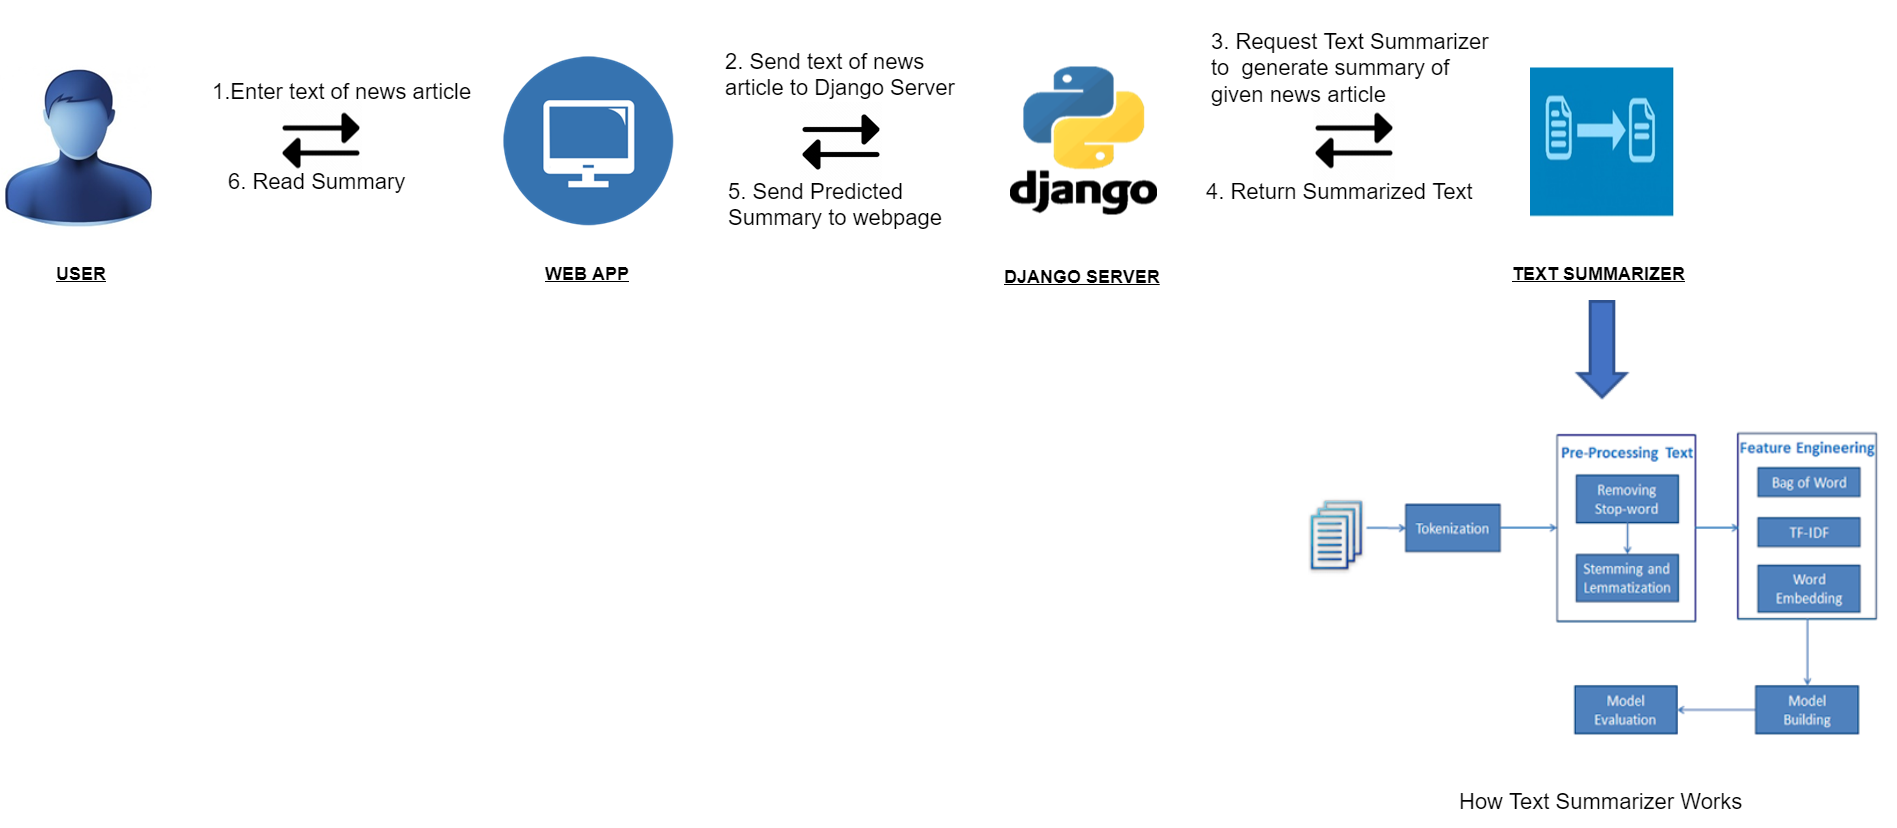 1.Enter text of news article
6. Read Summary
USER
WEB APP
2. Send text of news
article to Django Server
5. Send Predicted
Summary to webpage
django
DJANGO SERVER
3. Request Text Summarizer
to  generate summary of
given news article
4. Return Summarized Text
TEXT SUMMARIZER
Tokenization
Pre-Processing Text
Removing
Stop-word
Stemming and
Lemmatization
Feature Engineering
Bag of Word
TF-IDF
Word
Embedding
Model
Building
Model
Evaluation
How Text Summarizer Works